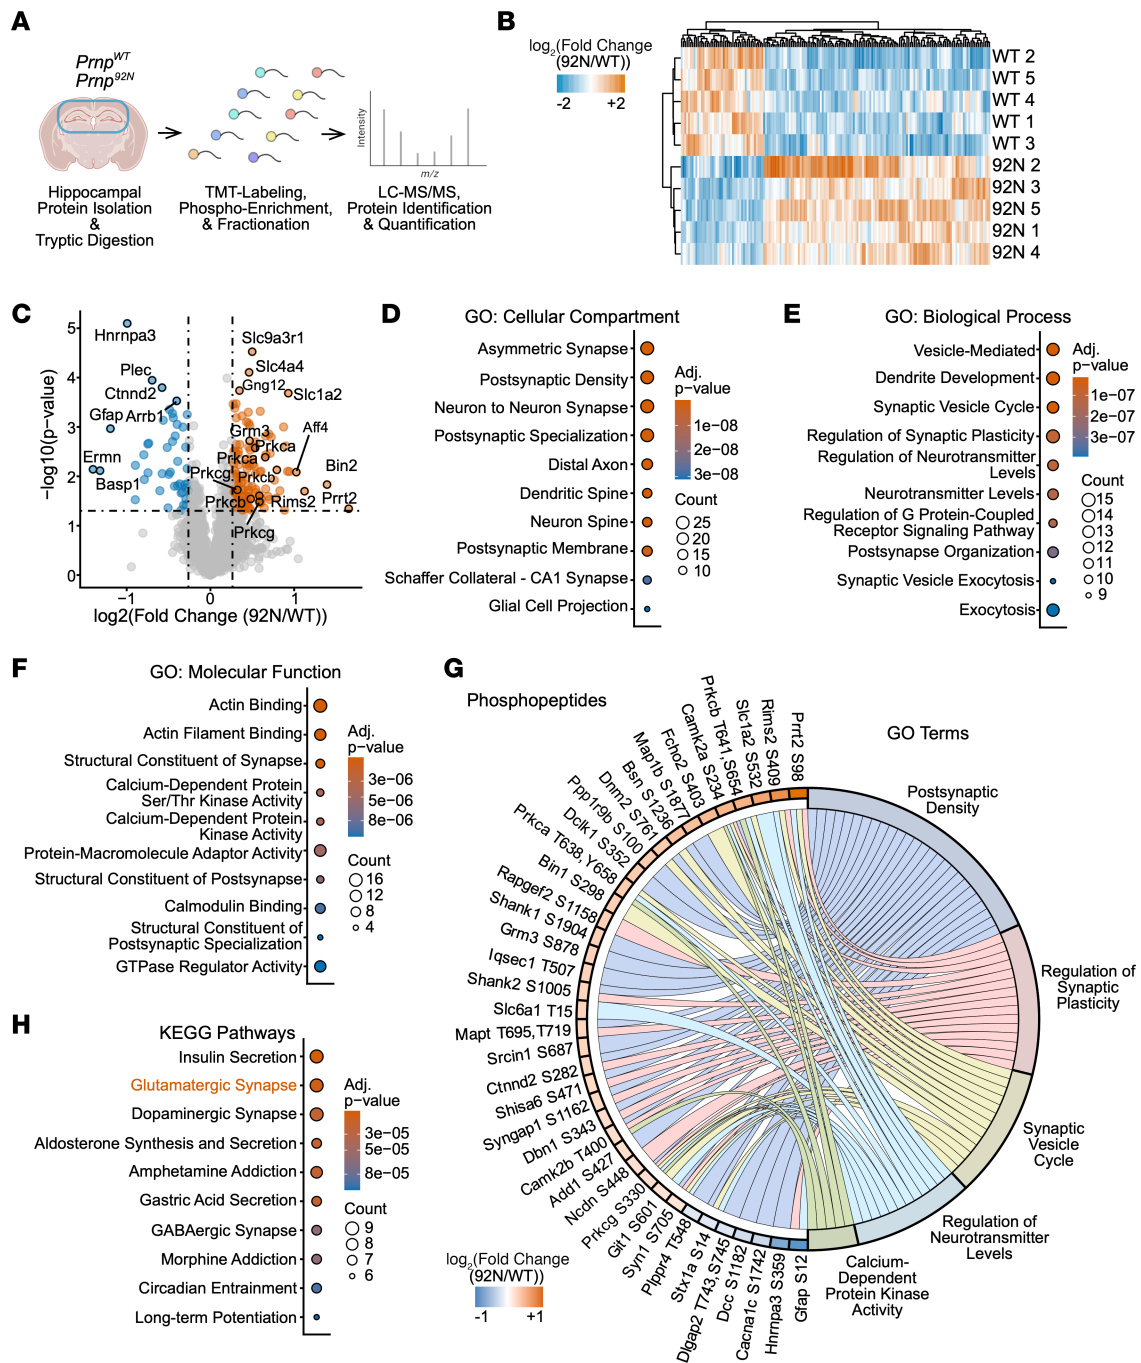 A
Prnp^WT
Prnp^92N
Hippocampal
Protein Isolation
&
Tryptic Digestion
TMT-Labeling,
Phospho-Enrichment,
& Fractionation
Intensity
m/z
LC-MS/MS,
Protein Identification
& Quantification
B
log2(Fold Change
(92N/WT))
-2 +2
WT 2
WT 5
WT 4
WT 1
WT 3
92N 2
92N 3
92N 5
92N 1
92N 4
C
−log10(p−value)
5
4
3
2
1
0
−1 0 1
log2(Fold Change (92N/WT))
Hnrnpa3
Slc9a3r1
Plec
Slc4a4
Ctnnd2
Gng12
Slc1a2
Gfap
Arrb1
Grm3
Aff4
Prkca
Ermn
Prkca
Bin2
Prkcg
Prkcb
Basp1
Prkcb
Rims2
Prrt2
Prkcg
D
GO: Cellular Compartment
Asymmetric Synapse
Postsynaptic Density
Neuron to Neuron Synapse
Postsynaptic Specialization
Distal Axon
Dendritic Spine
Neuron Spine
Postsynaptic Membrane
Schaffer Collateral - CA1 Synapse
Glial Cell Projection
Adj.
p−value
1e-08
2e-08
3e-08
Count
25
20
15
10
E
GO: Biological Process
Vesicle-Mediated
Dendrite Development
Synaptic Vesicle Cycle
Regulation of Synaptic Plasticity
Regulation of Neurotransmitter
Levels
Neurotransmitter Levels
Regulation of G Protein-Coupled
Receptor Signaling Pathway
Postsynapse Organization
Synaptic Vesicle Exocytosis
Exocytosis
Adj.
p−value
1e-07
2e-07
3e-07
Count
15
14
13
12
11
10
9
F
GO: Molecular Function
Actin Binding
Actin Filament Binding
Structural Constituent of Synapse
Calcium-Dependent Protein
Ser/Thr Kinase Activity
Calcium-Dependent Protein
Kinase Activity
Protein-Macromolecule Adaptor Activity
Structural Constituent of Postsynapse
Calmodulin Binding
Structural Constituent of
Postsynaptic Specialization
GTPase Regulator Activity
Adj.
p−value
3e-06
5e-06
8e-06
Count
16
12
8
4
G
Phosphopeptides
GO Terms
Prrt2 S98
Rims2 S409
Slc1a2 S532
Prkcb T641,S654
Camk2a S234
Fcho2 S403
Map1b S1877
Bsn S1236
Dnm2 S761
Ppp1r9b S100
Dclk1 S352
Prkca T638,Y658
Bin1 S298
Rapgef2 S1158
Shank1 S1904
Grm3 S878
Iqsec1 T507
Shank2 S1005
Slc6a1 T15
Mapt T695,T719
Srcin1 S687
Ctnnd2 S282
Shisa6 S471
Syngap1 S1162
Dbn1 S343
Camk2b T400
Add1 S427
Ncdn S448
Prkcg S330
Git1 S601
Syn1 S705
Plppr4 T548
Stx1a S14
Dlgap2 T743,S745
Dcc S1182
Cacna1c S1742
Hnrnpa3 S359
Gfap S12
Postsynaptic
Density
Regulation of
Synaptic
Plasticity
Synaptic
Vesicle
Cycle
Regulation of
Neurotransmitter
Levels
Calcium-
Dependent
Protein Kinase
Activity
log2(Fold Change
(92N/WT))
-1 +1
H
KEGG Pathways
Insulin Secretion
Glutamatergic Synapse
Dopaminergic Synapse
Aldosterone Synthesis and Secretion
Amphetamine Addiction
Gastric Acid Secretion
GABAergic Synapse
Morphine Addiction
Circadian Entrainment
Long-term Potentiation
Adj.
p−value
3e-05
5e-05
8e-05
Count
9
8
7
6